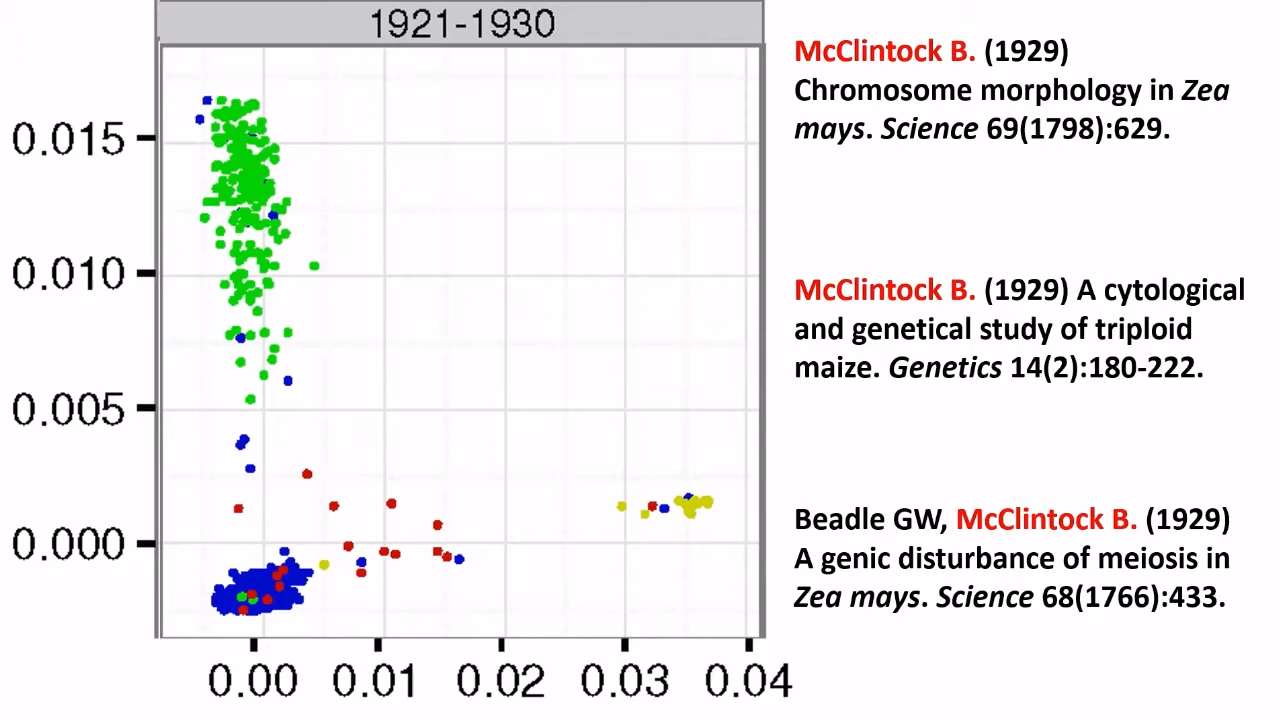 1921-1930
0.015
0.010
0.005
0.000
0.00 0.01 0.02 0.03 0.04
McClintock B. (1929)
Chromosome morphology in Zea
mays. Science 69(1798):629.
McClintock B. (1929) A cytological
and genetical study of triploid
maize. Genetics 14(2):180-222.
Beadle GW, McClintock B. (1929)
A genic disturbance of meiosis in
Zea mays. Science 68(1766):433.